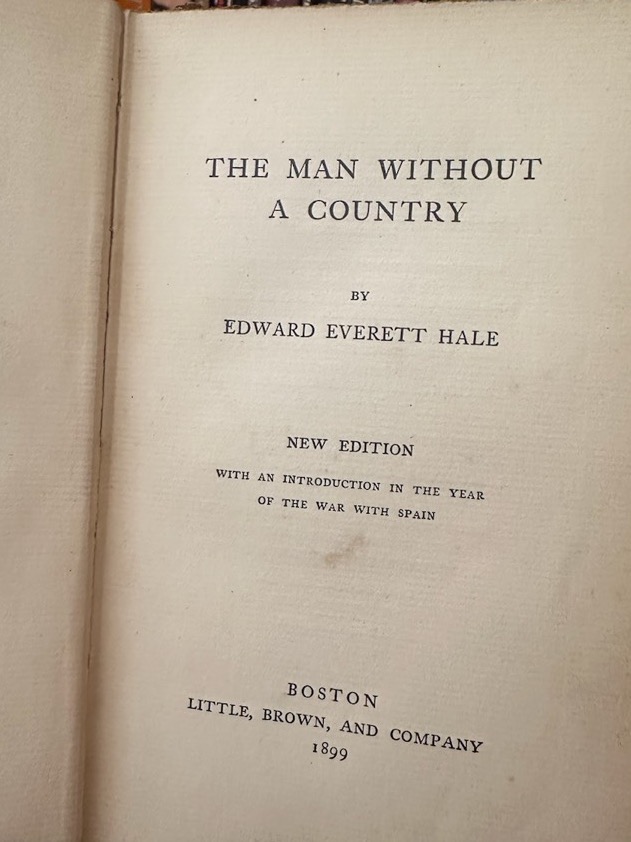 THE MAN WITHOUT
A COUNTRY
BY
EDWARD EVERETT HALE
NEW EDITION
WITH AN INTRODUCTION IN THE YEAR
OF THE WAR WITH SPAIN
BOSTON
LITTLE, BROWN, AND COMPANY
1899